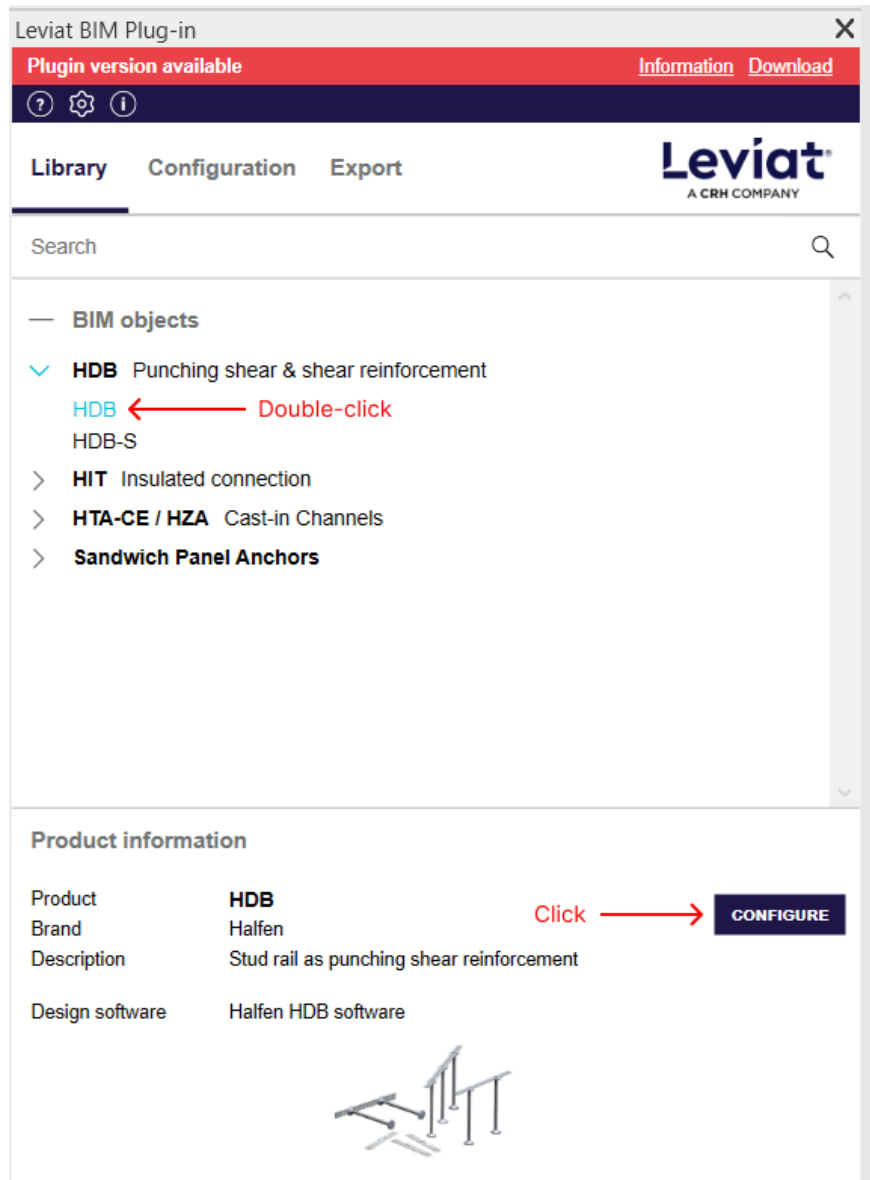 Leviat BIM Plug-in
Plugin version available Information Download
Library Configuration Export Leviat®
A CRH COMPANY
Search
BIM objects
HDB Punching shear & shear reinforcement
HDB Double-click
HDB-S
HIT Insulated connection
HTA-CE / HZA Cast-in Channels
Sandwich Panel Anchors
Product information
Product HDB
Brand Halfen Click CONFIGURE
Description Stud rail as punching shear reinforcement
Design software Halfen HDB software